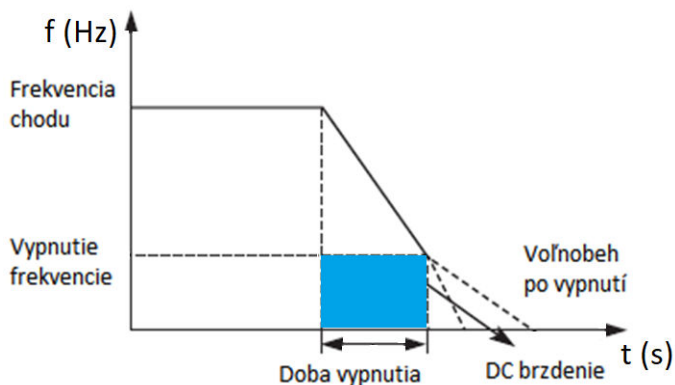 f (Hz)
Frekvencia
chodu
Vypnutie
frekvencie
Voľnobeh
po vypnutí
t (s)
Doba vypnutia
DC brzdenie